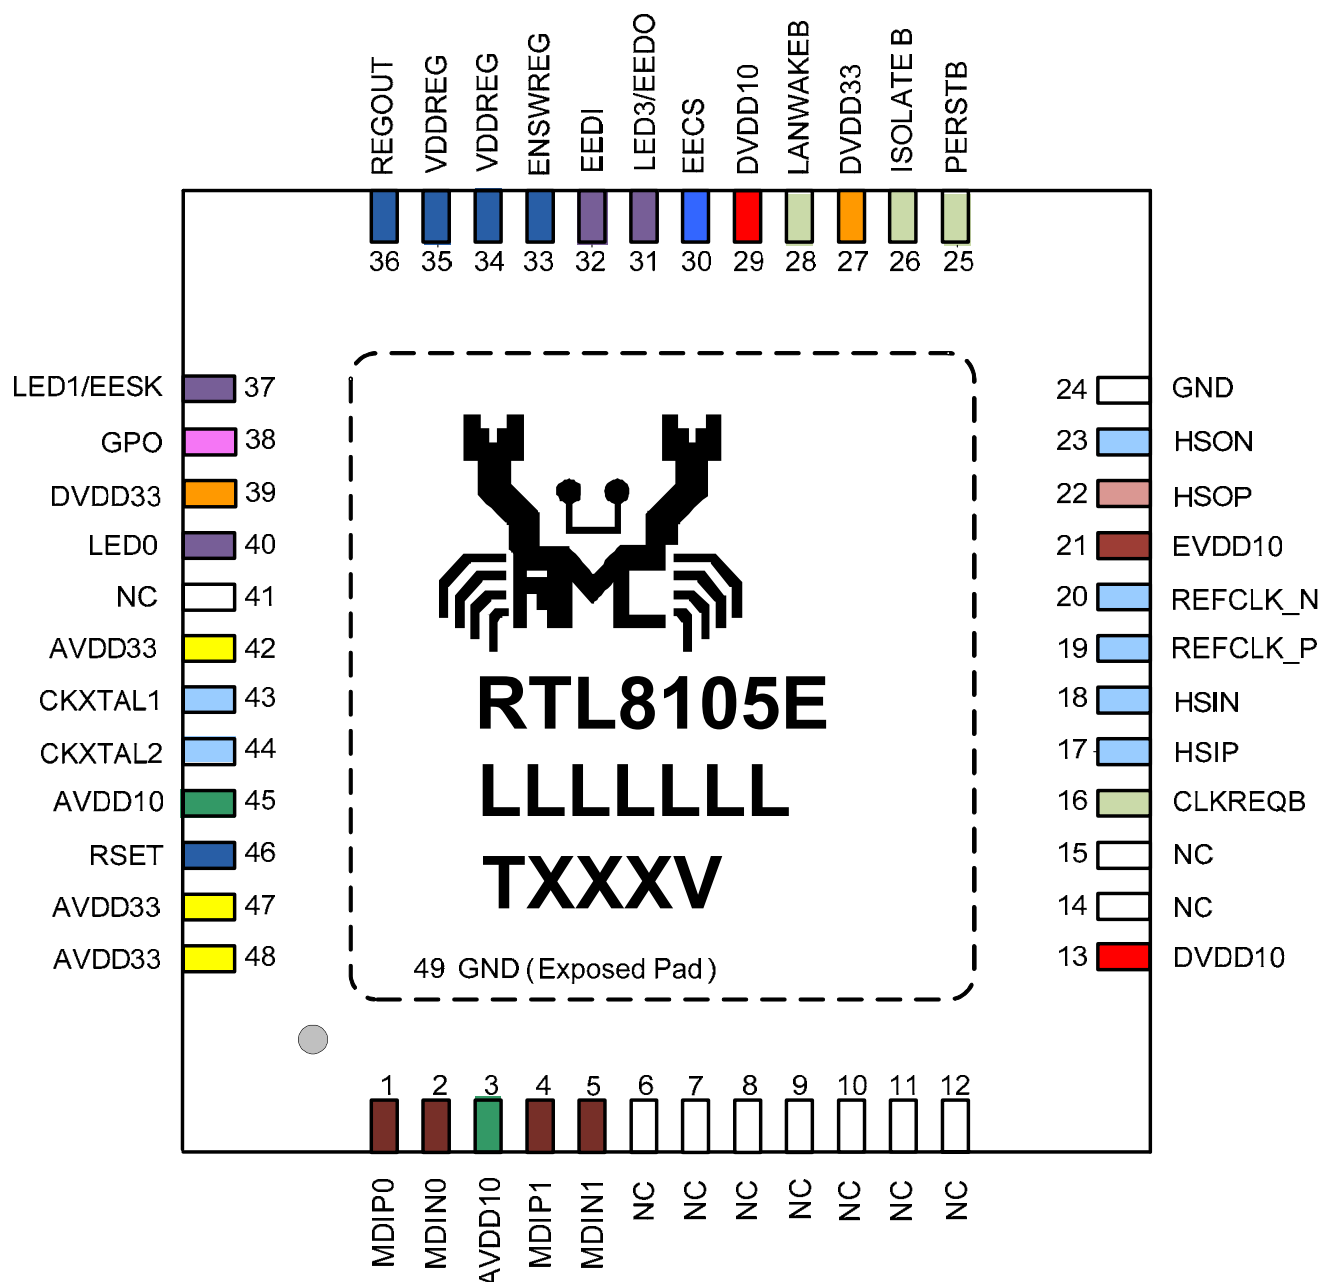 REGOUT
VDDREG
VDDREG
ENSWREG
EEDI
LED3/EEDO
EECS
DVDD10
LANWAKEB
DVDD33
ISOLATE B
PERSTB
36 35 34 33 32 31 30 29 28 27 26 25
LED1/EESK 37
GPO 38
DVDD33 39
LED0 40
NC 41
AVDD33 42
CKXTAL1 43
CKXTAL2 44
AVDD10 45
RSET 46
AVDD33 47
AVDD33 48
RTL8105E
LLLLLLL
TXXXV
49 GND (Exposed Pad)
24 GND
23 HSON
22 HSOP
21 EVDD10
20 REFCLK_N
19 REFCLK_P
18 HSIN
17 HSIP
16 CLKREQB
15 NC
14 NC
13 DVDD10
1 2 3 4 5 6 7 8 9 10 11 12
MDIP0
MDIN0
AVDD10
MDIP1
MDIN1
NC
NC
NC
NC
NC
NC
NC